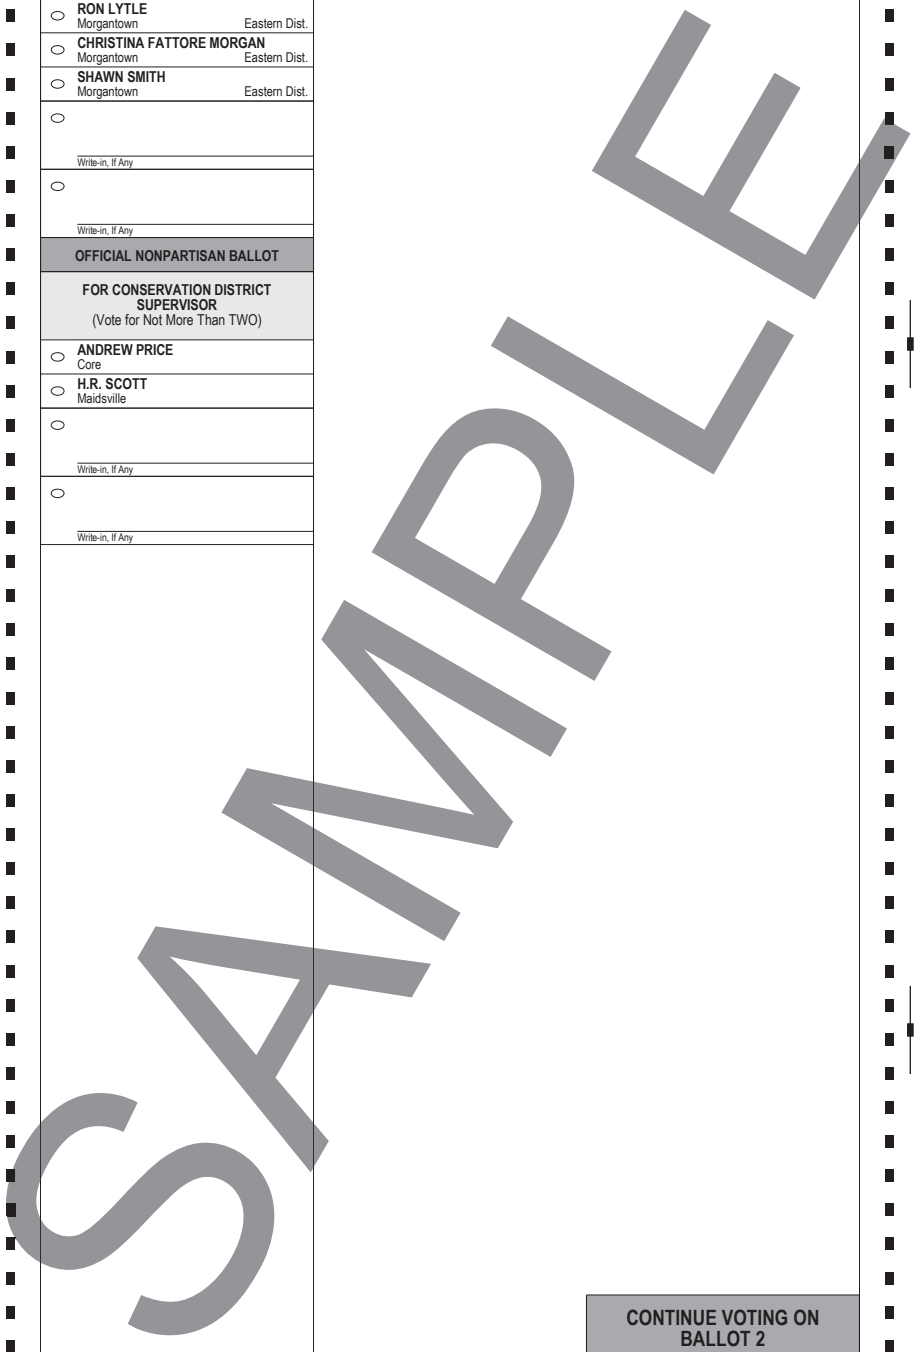 RON LYTLE
Morgantown Eastern Dist.
CHRISTINA FATTORE MORGAN
Morgantown Eastern Dist.
SHAWN SMITH
Morgantown Eastern Dist.
Write-in, If Any
Write-in, If Any
OFFICIAL NONPARTISAN BALLOT
FOR CONSERVATION DISTRICT
SUPERVISOR
(Vote for Not More Than TWO)
ANDREW PRICE
Core
H.R. SCOTT
Maidsville
Write-in, If Any
Write-in, If Any
SAMPLE
CONTINUE VOTING ON
BALLOT 2